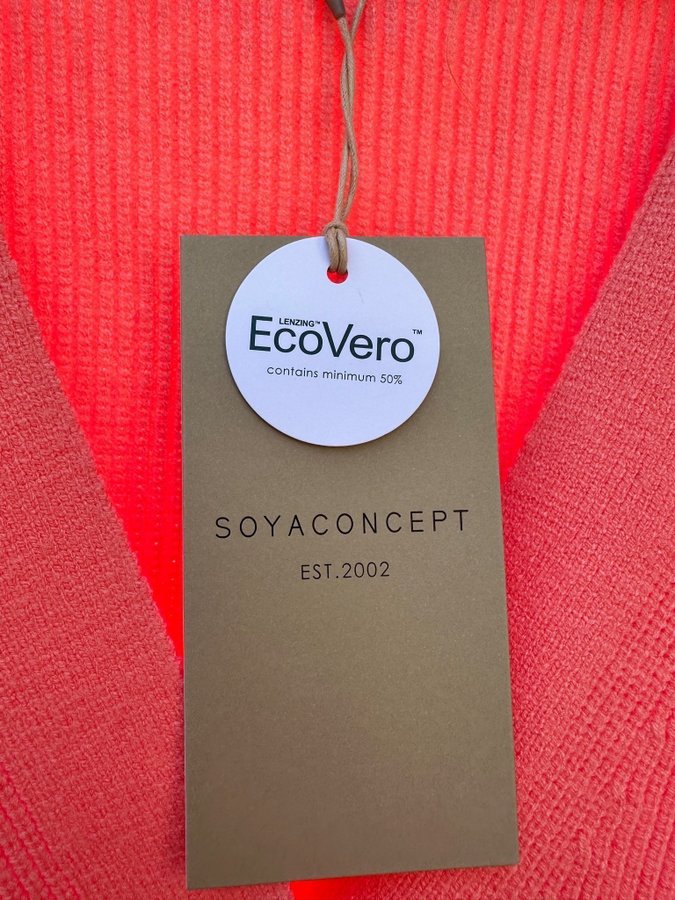 LENZING™
EcoVero™
contains minimum 50%
SOYACONCEPT
EST.2002